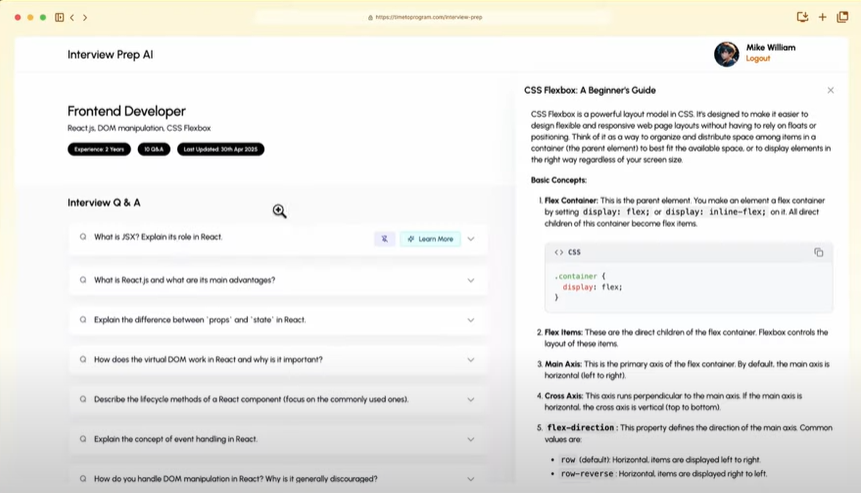 https://timetoprogram.com/interview-prep
Interview Prep AI
Mike William
Logout
Frontend Developer
React.js, DOM manipulation, CSS Flexbox
Experience: 2 Years
10 Q&A
Last Updated: 30th Apr 2025
Interview Q & A
Q What is JSX? Explain its role in React.
Learn More
Q What is React.js and what are its main advantages?
Q Explain the difference between `props` and `state` in React.
Q How does the virtual DOM work in React and why is it important?
Q Describe the lifecycle methods of a React component (focus on the commonly used ones).
Q Explain the concept of event handling in React.
Q How do you handle DOM manipulation in React? Why is it generally discouraged?
CSS Flexbox: A Beginner's Guide
CSS Flexbox is a powerful layout model in CSS. It's designed to make it easier to
design flexible and responsive web page layouts without having to rely on floats or
positioning. Think of it as a way to organize and distribute space among items in a
container (the parent element) to best fit the available space, or to display elements in
the right way regardless of your screen size.
Basic Concepts:
1. Flex Container: This is the parent element. You make an element a flex container
by setting display: flex; or display: inline-flex; on it. All direct
children of this container become flex items.
<> CSS
.container {
display: flex;
}
2. Flex Items: These are the direct children of the flex container. Flexbox controls the
layout of these items.
3. Main Axis: This is the primary axis of the flex container. By default, the main axis is
horizontal (left to right).
4. Cross Axis: This axis runs perpendicular to the main axis. If the main axis is
horizontal, the cross axis is vertical (top to bottom).
5. flex-direction : This property defines the direction of the main axis. Common
values are:
• row (default): Horizontal, items are displayed left to right.
• row-reverse : Horizontal, items are displayed right to left.